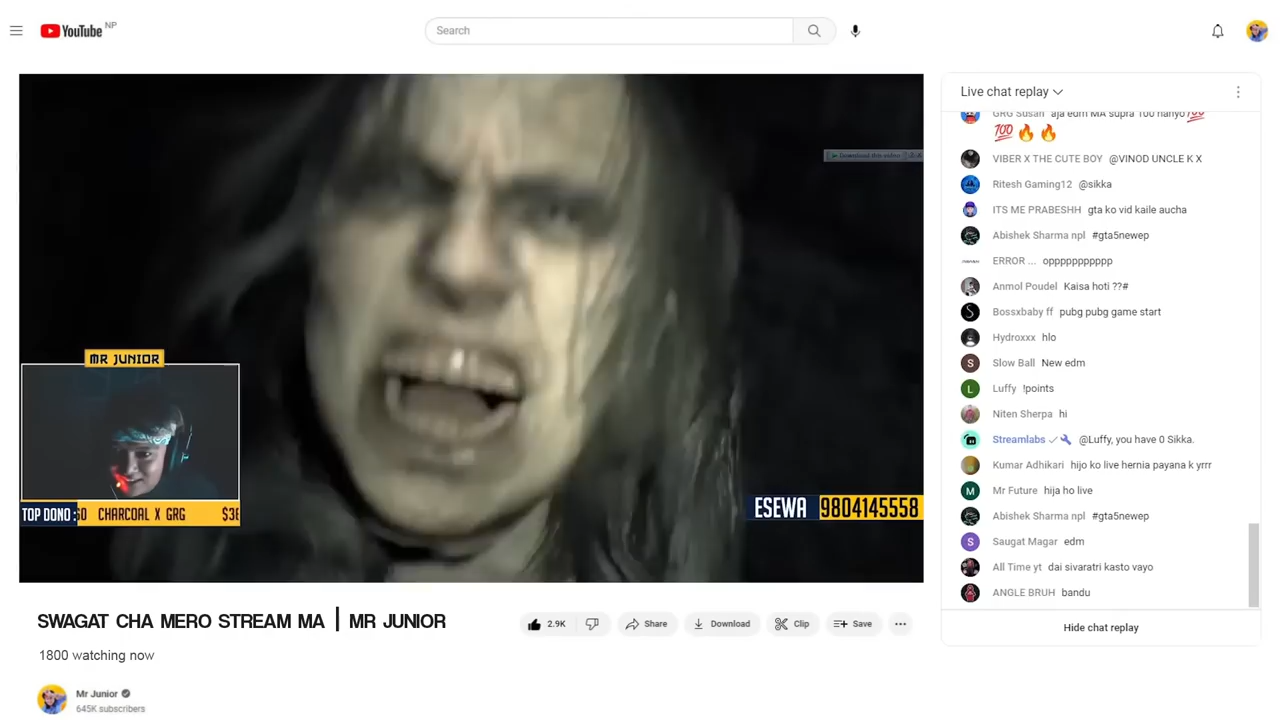 YouTube NP
Search
Download this video
MR JUNIOR
TOP DONO :
CHARCOAL X GRG
ESEWA 9804145558
SWAGAT CHA MERO STREAM MA | MR JUNIOR
2.9K
Share
Download
Clip
Save
1800 watching now
Mr Junior
645K subscribers
Live chat replay
GRG Susan aja edm MA supra 100 hanyo💯
💯🔥🔥
VIBER X THE CUTE BOY @VINOD UNCLE K X
Ritesh Gaming12 @sikka
ITS ME PRABESHH gta ko vid kaile aucha
Abishek Sharma npl #gta5newep
ERROR ... opppppppppp
Anmol Poudel Kaisa hoti ??#
Bossxbaby ff pubg pubg game start
Hydroxxx hlo
S Slow Ball New edm
L Luffy !points
Niten Sherpa hi
Streamlabs @Luffy, you have 0 Sikka.
Kumar Adhikari hijo ko live hernia payana k yrrr
M Mr Future hija ho live
Abishek Sharma npl #gta5newep
S Saugat Magar edm
All Time yt dai sivaratri kasto vayo
ANGLE BRUH bandu
Hide chat replay